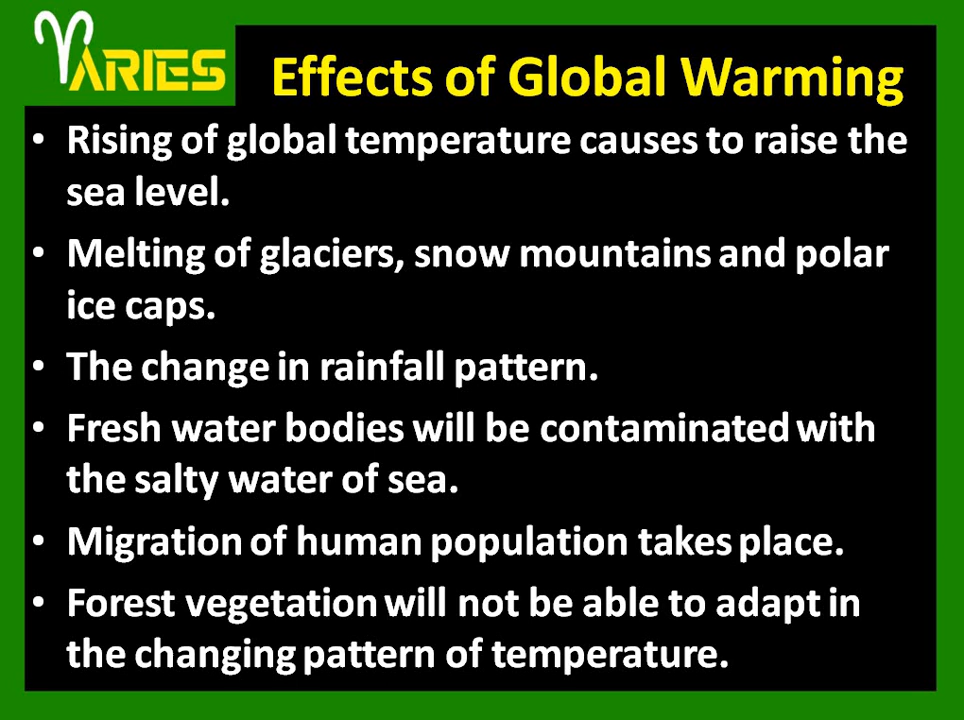 ARIES
Effects of Global Warming
• Rising of global temperature causes to raise the
sea level.
• Melting of glaciers, snow mountains and polar
ice caps.
• The change in rainfall pattern.
• Fresh water bodies will be contaminated with
the salty water of sea.
• Migration of human population takes place.
• Forest vegetation will not be able to adapt in
the changing pattern of temperature.